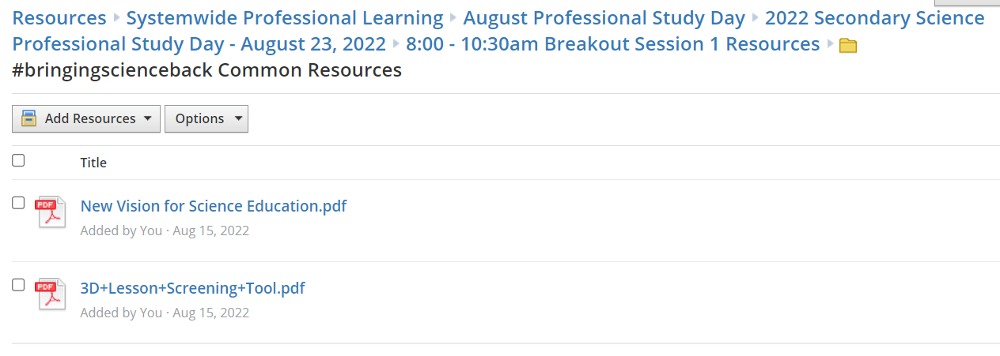 Resources Systemwide Professional Learning August Professional Study Day 2022 Secondary Science
Professional Study Day - August 23, 2022 8:00 - 10:30am Breakout Session 1 Resources
#bringingscienceback Common Resources
Add Resources Options
Title
PDF New Vision for Science Education.pdf
Added by You · Aug 15, 2022
PDF 3D+Lesson+Screening+Tool.pdf
Added by You · Aug 15, 2022